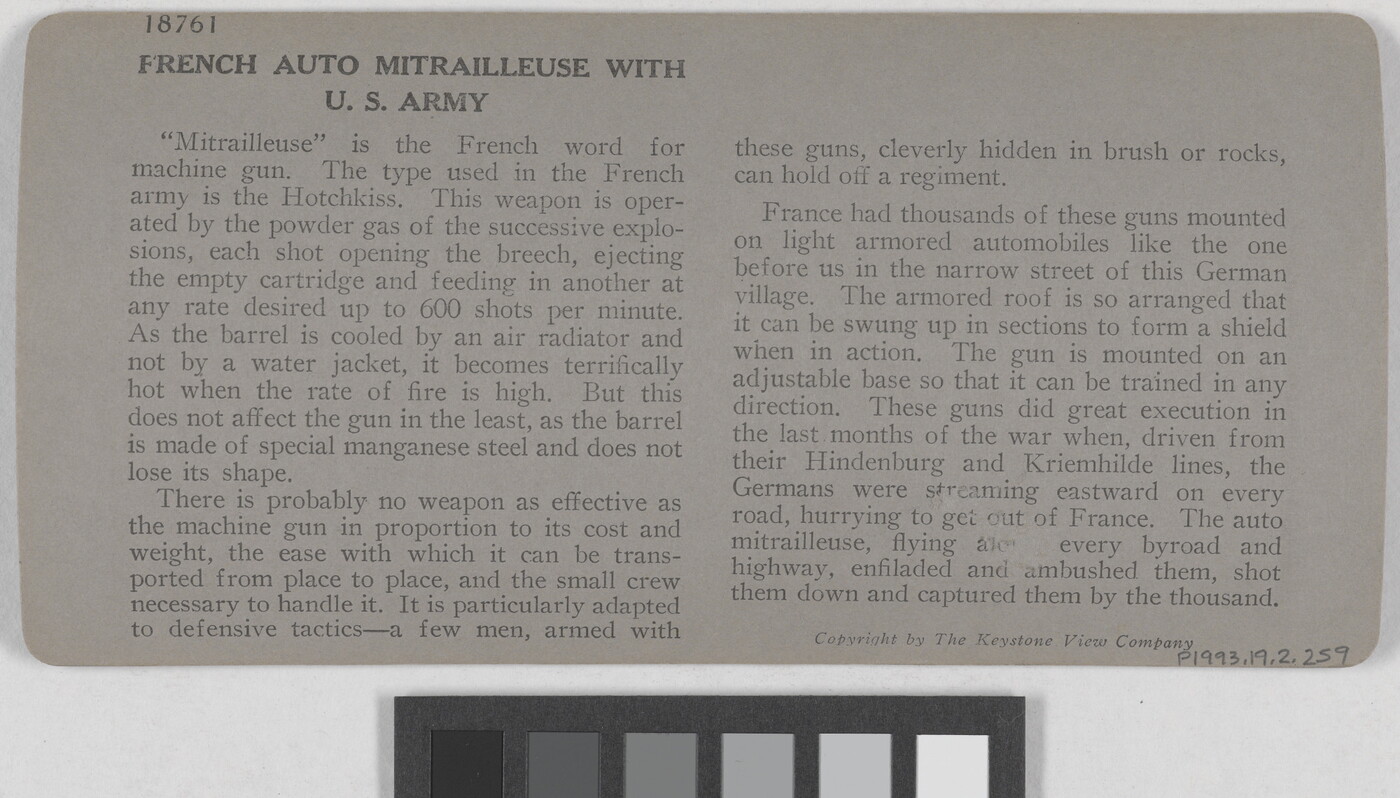 18761
FRENCH AUTO MITRAILLEUSE WITH
U. S. ARMY
“Mitrailleuse” is the French word for
machine gun. The type used in the French
army is the Hotchkiss. This weapon is oper-
ated by the powder gas of the successive explo-
sions, each shot opening the breech, ejecting
the empty cartridge and feeding in another at
any rate desired up to 600 shots per minute.
As the barrel is cooled by an air radiator and
not by a water jacket, it becomes terrifically
hot when the rate of fire is high. But this
does not affect the gun in the least, as the barrel
is made of special manganese steel and does not
lose its shape.
There is probably no weapon as effective as
the machine gun in proportion to its cost and
weight, the ease with which it can be trans-
ported from place to place, and the small crew
necessary to handle it. It is particularly adapted
to defensive tactics—a few men, armed with
these guns, cleverly hidden in brush or rocks,
can hold off a regiment.
France had thousands of these guns mounted
on light armored automobiles like the one
before us in the narrow street of this German
village. The armored roof is so arranged that
it can be swung up in sections to form a shield
when in action. The gun is mounted on an
adjustable base so that it can be trained in any
direction. These guns did great execution in
the last months of the war when, driven from
their Hindenburg and Kriemhilde lines, the
Germans were streaming eastward on every
road, hurrying to get out of France. The auto
mitrailleuse, flying every byroad and
highway, enfiladed and ambushed them, shot
them down and captured them by the thousand.
Copyright by The Keystone View Company
P1993.19.2.259